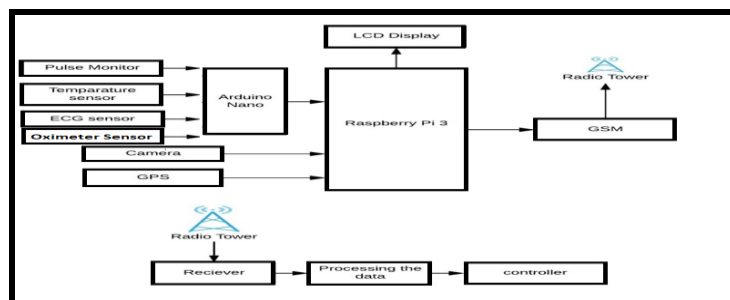 LCD Display
Pulse Monitor
Temparature
sensor
ECG sensor
Oximeter Sensor
Camera
GPS
Arduino
Nano
Raspberry Pi 3
Radio Tower
GSM
Radio Tower
Reciever
Processing the
data
controller